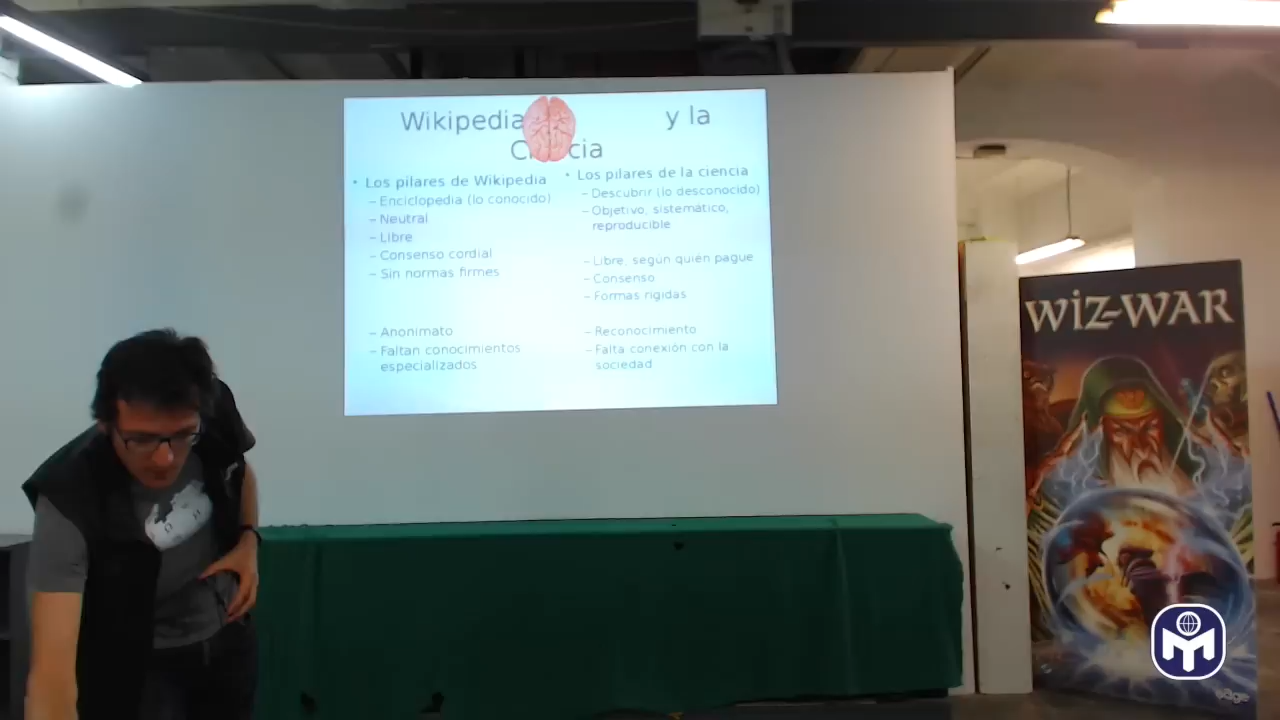 Wikipedia y la
Ciencia
• Los pilares de Wikipedia
– Enciclopedia (lo conocido)
– Neutral
– Libre
– Consenso cordial
– Sin normas firmes
– Anonimato
– Faltan conocimientos
especializados
• Los pilares de la ciencia
– Descubrir (lo desconocido)
– Objetivo, sistemático,
reproducible
– Libre, según quien pague
– Consenso
– Formas rígidas
– Reconocimiento
– Falta conexión con la
sociedad
WIZ-WAR
edge